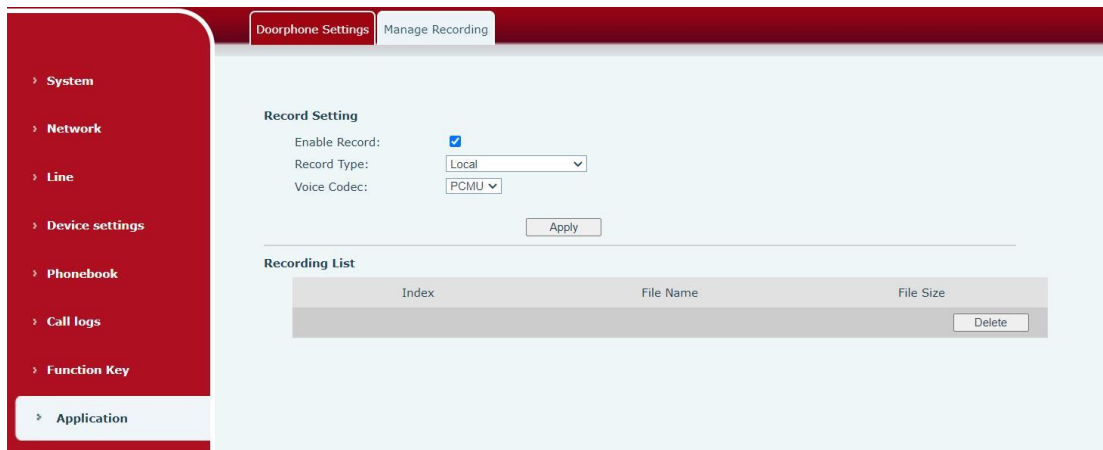 Doorphone Settings Manage Recording
› System
› Network
› Line
› Device settings
› Phonebook
› Call logs
› Function Key
› Application
Record Setting
Enable Record:
Record Type: Local
Voice Codec: PCMU
Apply
Recording List
Index File Name File Size
Delete